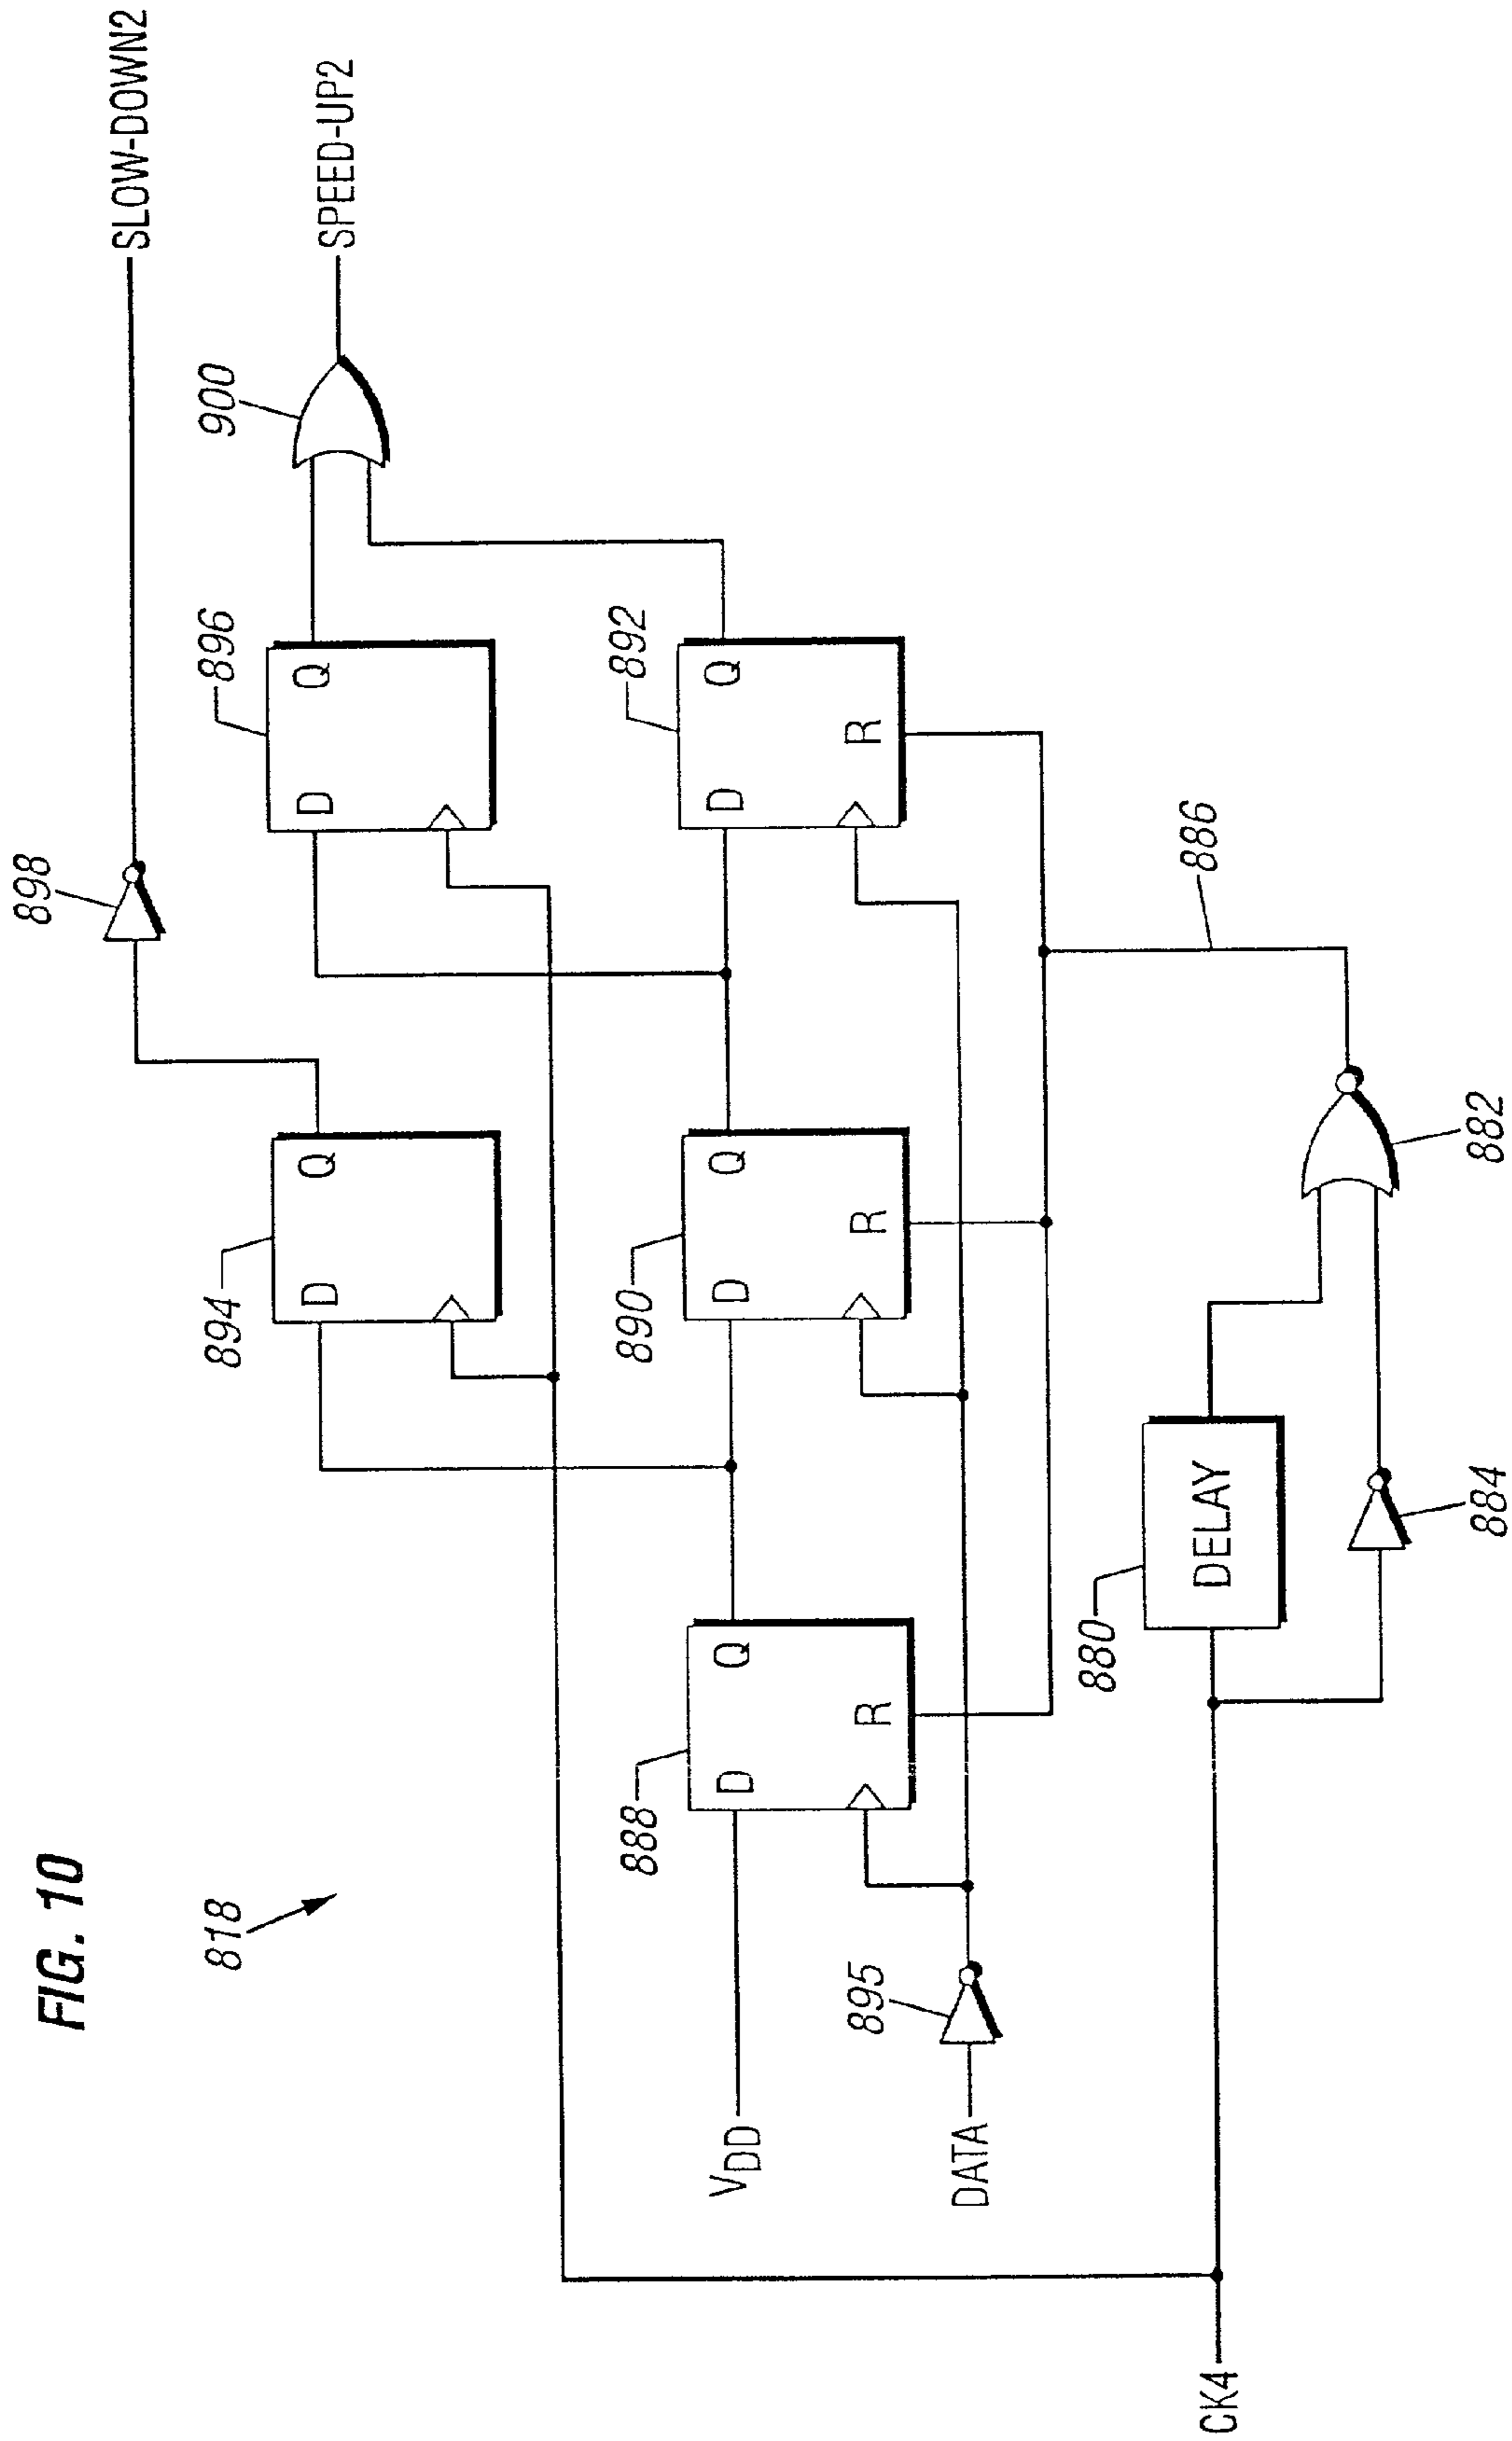 FIG. 10
818
SLOW-DOWN2
898
SPEED-UP2
900
894
D
Q
896
D
Q
888
D
Q
R
890
D
Q
R
892
D
Q
R
VDD
895
DATA
880
DELAY
886
884
882
CK4